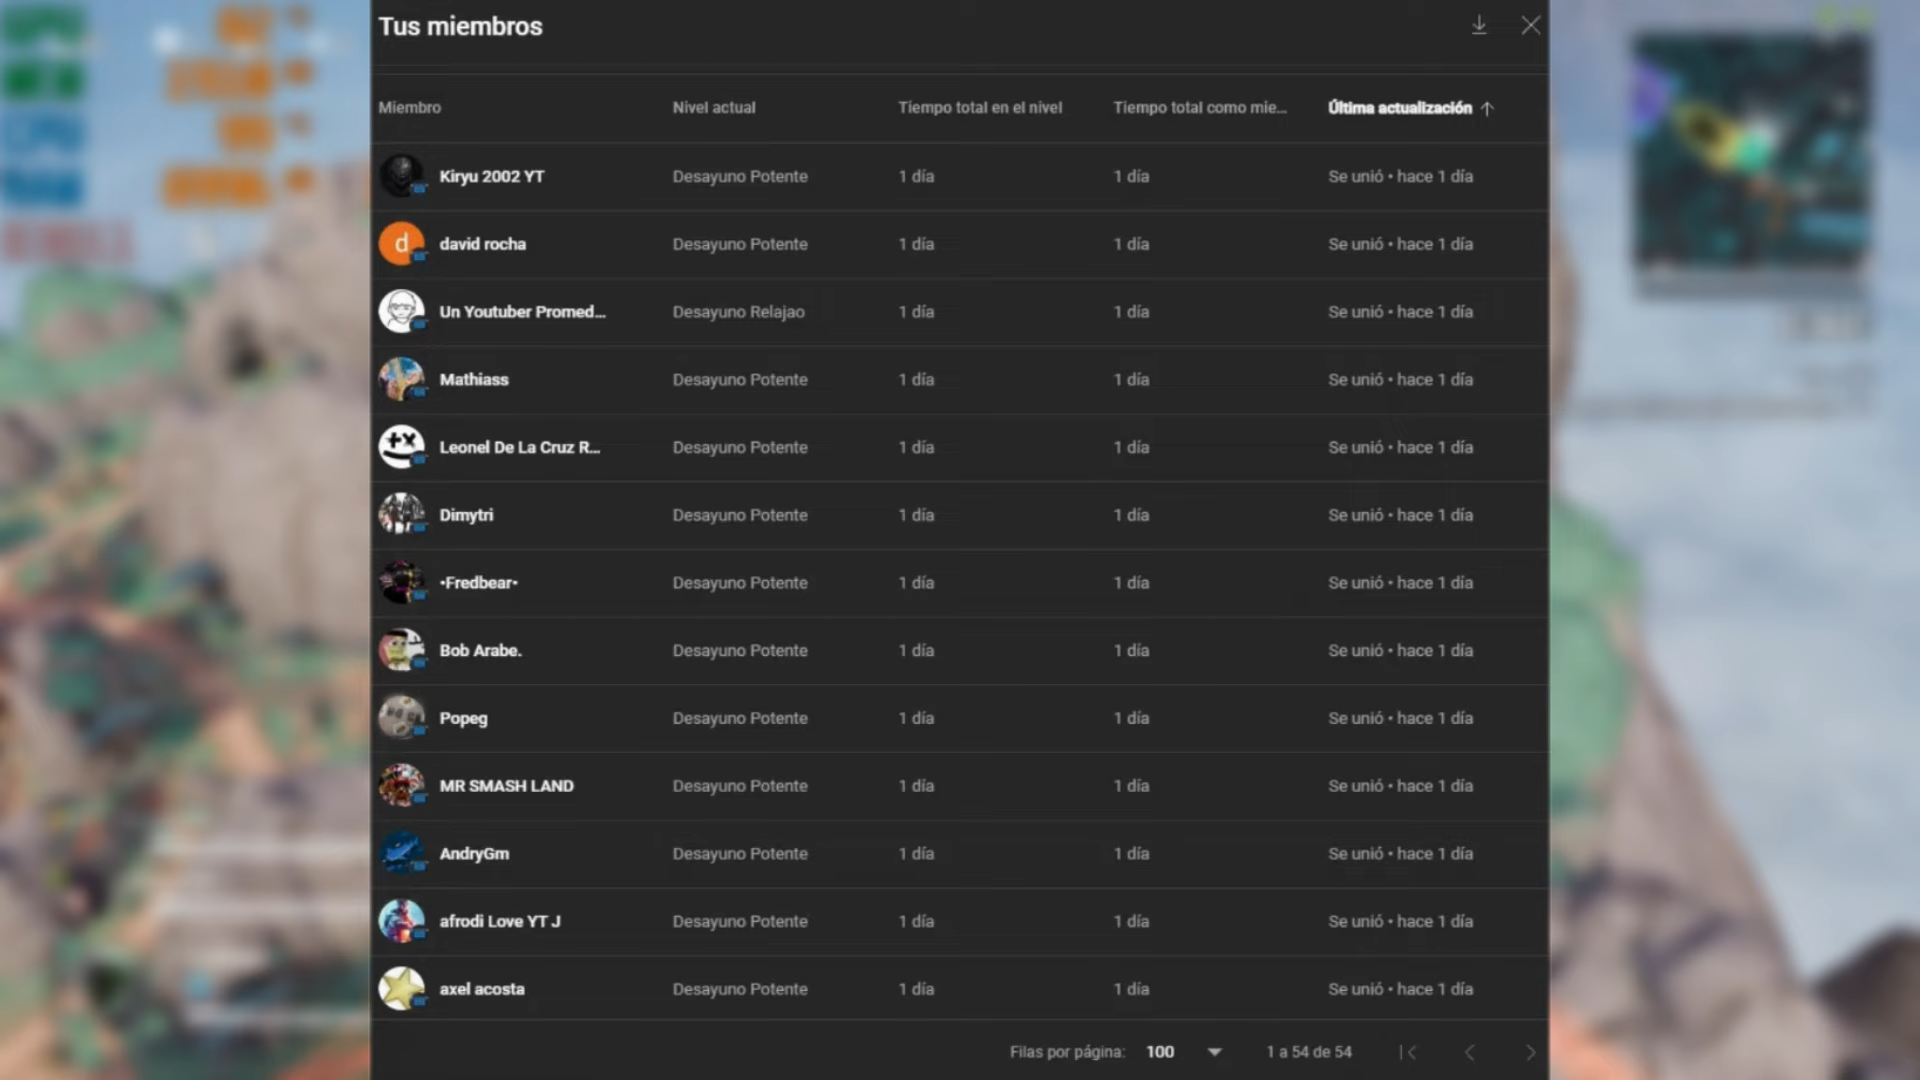 Tus miembros
Miembro Nivel actual Tiempo total en el nivel Tiempo total como mie... Última actualización
Kiryu 2002 YT Desayuno Potente 1 día 1 día Se unió • hace 1 día
d david rocha Desayuno Potente 1 día 1 día Se unió • hace 1 día
Un Youtuber Promed... Desayuno Relajao 1 día 1 día Se unió • hace 1 día
Mathiass Desayuno Potente 1 día 1 día Se unió • hace 1 día
Leonel De La Cruz R... Desayuno Potente 1 día 1 día Se unió • hace 1 día
Dimytri Desayuno Potente 1 día 1 día Se unió • hace 1 día
•Fredbear• Desayuno Potente 1 día 1 día Se unió • hace 1 día
Bob Arabe. Desayuno Potente 1 día 1 día Se unió • hace 1 día
Popeg Desayuno Potente 1 día 1 día Se unió • hace 1 día
MR SMASH LAND Desayuno Potente 1 día 1 día Se unió • hace 1 día
AndryGm Desayuno Potente 1 día 1 día Se unió • hace 1 día
afrodi Love YT J Desayuno Potente 1 día 1 día Se unió • hace 1 día
axel acosta Desayuno Potente 1 día 1 día Se unió • hace 1 día
Filas por página: 100 1 a 54 de 54